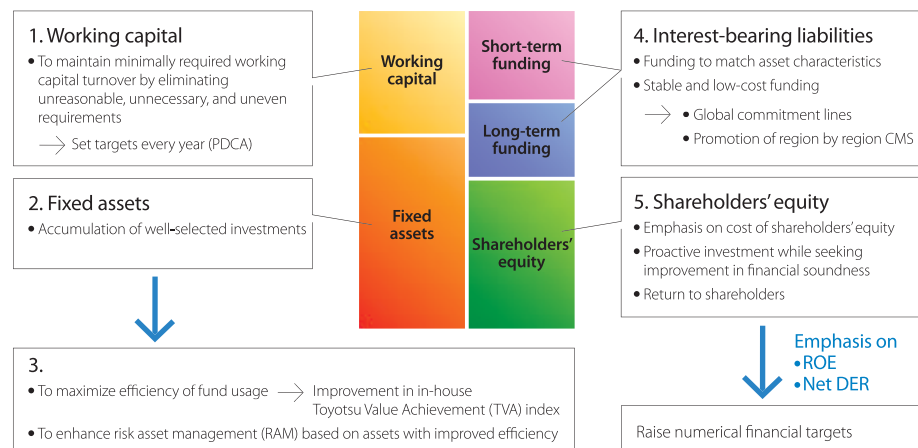 1. Working capital
• To maintain minimally required working
capital turnover by eliminating
unreasonable, unnecessary, and uneven
requirements
→ Set targets every year (PDCA)
2. Fixed assets
• Accumulation of well-selected investments
Working
capital
Fixed
assets
Short-term
funding
Long-term
funding
Shareholders'
equity
4. Interest-bearing liabilities
• Funding to match asset characteristics
• Stable and low-cost funding
→ • Global commitment lines
• Promotion of region by region CMS
5. Shareholders' equity
• Emphasis on cost of shareholders' equity
• Proactive investment while seeking
improvement in financial soundness
• Return to shareholders
3.
• To maximize efficiency of fund usage → Improvement in in-house
Toyotsu Value Achievement (TVA) index
• To enhance risk asset management (RAM) based on assets with improved efficiency
Emphasis on
• ROE
• Net DER
Raise numerical financial targets